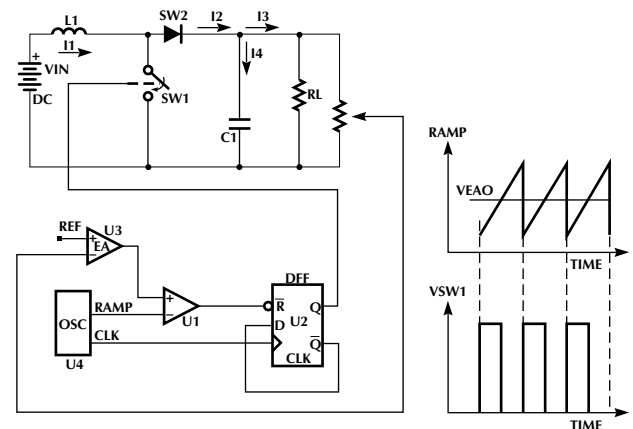 L1
I1
SW2
I2
I3
I4
+
VIN
DC
SW1
RL
C1
REF
U3
+
EA
−
RAMP
OSC
CLK
U4
+
−
U1
DFF
R̅
Q
D
U2
Q̅
CLK
RAMP
VEAO
TIME
VSW1
TIME